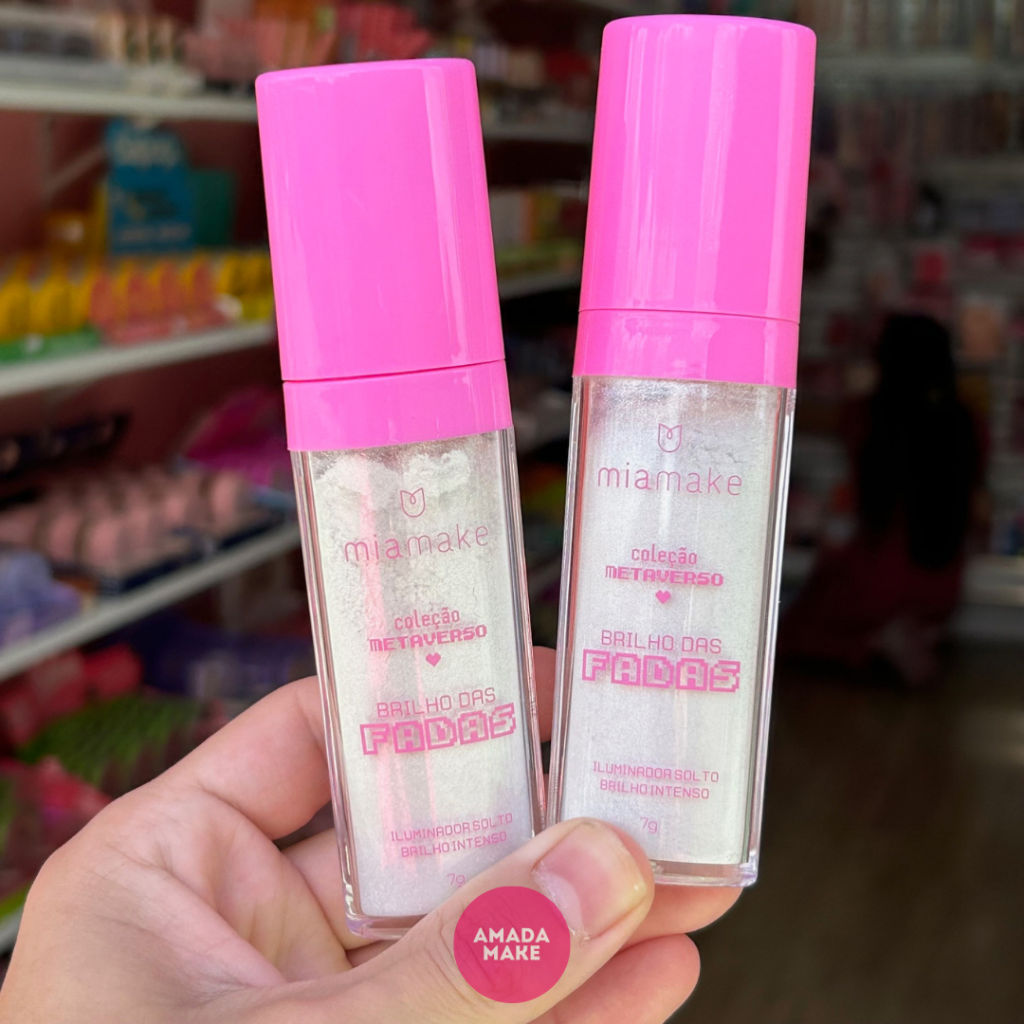 miamake
coleção
METAVERSO
BRILHO DAS
FADAS
ILUMINADOR SOLTO
BRILHO INTENSO
7g
miamake
coleção
METAVERSO
BRILHO DAS
FADAS
ILUMINADOR SOLTO
BRILHO INTENSO
7g
AMADA
MAKE